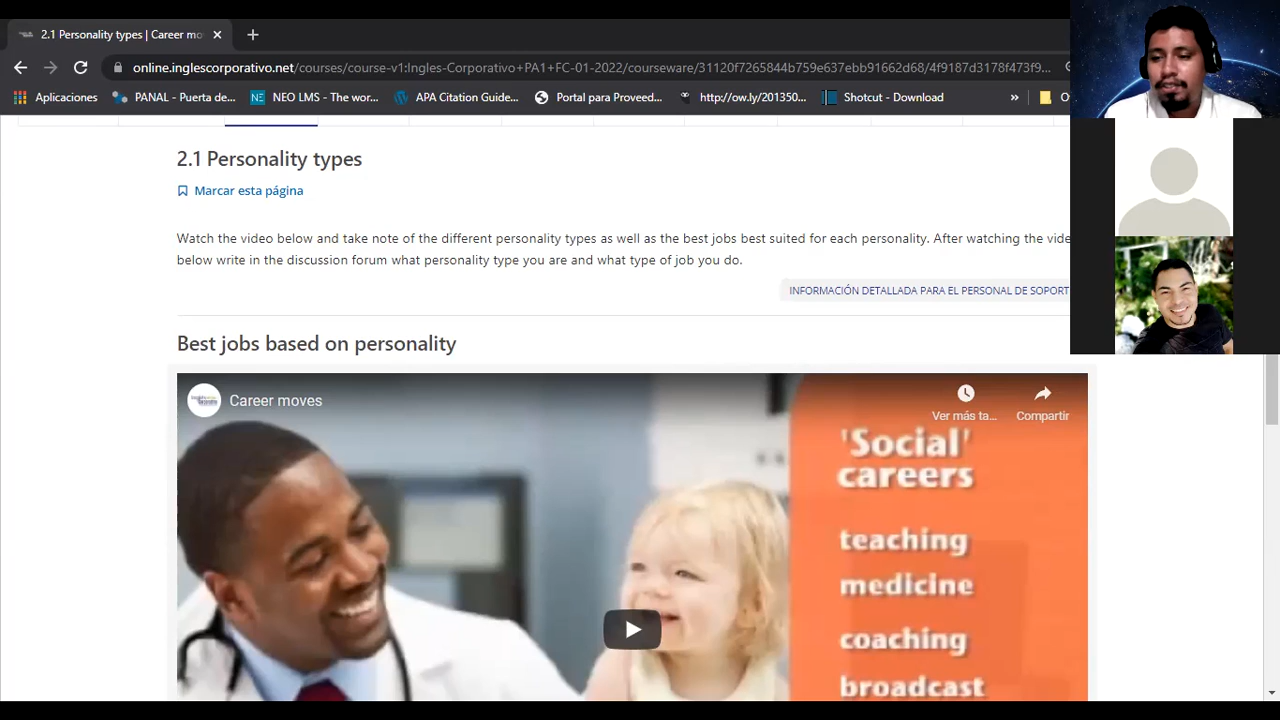 2.1 Personality types | Career mo
online.inglescorporativo.net/courses/course-v1:Ingles-Corporativo+PA1+FC-01-2022/courseware/31120f7265844b759e637ebb91662d68/4f9187d3178f473f9...
Aplicaciones
PANAL - Puerta de...
NEO LMS - The wor...
APA Citation Guide...
Portal para Proveed...
http://ow.ly/201350...
Shotcut - Download
»
2.1 Personality types
Marcar esta página
Watch the video below and take note of the different personality types as well as the best jobs best suited for each personality. After watching the vide
below write in the discussion forum what personality type you are and what type of job you do.
INFORMACIÓN DETALLADA PARA EL PERSONAL DE SOPORT
Best jobs based on personality
Career moves
Ver más ta...
Compartir
'Social'
careers
teaching
medicine
coaching
broadcast